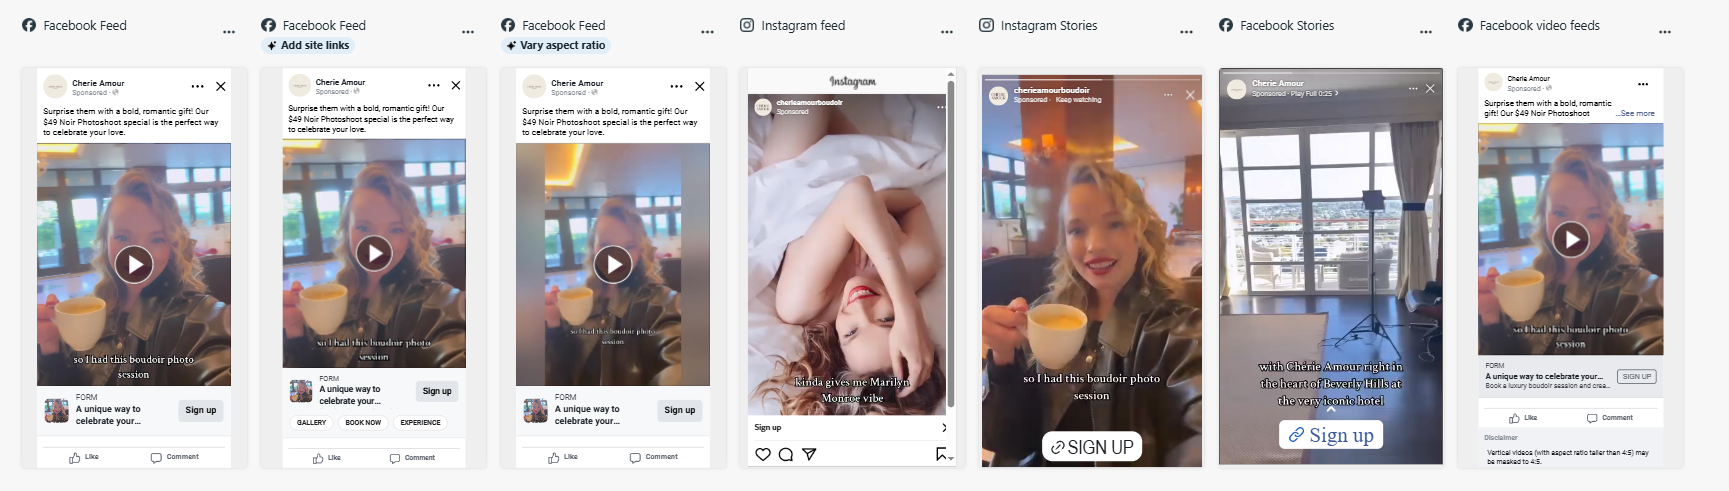 Facebook Feed
Facebook Feed
Add site links
Facebook Feed
Vary aspect ratio
Instagram feed
Instagram Stories
Facebook Stories
Facebook video feeds
Cherie Amour
Sponsored ·
Surprise them with a bold, romantic gift! Our
$49 Noir Photoshoot special is the perfect way
to celebrate your love.
so I had this boudoir photo
session
FORM
A unique way to
celebrate your...
Sign up
Like
Comment
Cherie Amour
Sponsored ·
Surprise them with a bold, romantic gift! Our
$49 Noir Photoshoot special is the perfect way
to celebrate your love.
so I had this boudoir photo
session
FORM
A unique way to
celebrate your...
Sign up
GALLERY
BOOK NOW
EXPERIENCE
Like
Comment
Cherie Amour
Sponsored ·
Surprise them with a bold, romantic gift! Our
$49 Noir Photoshoot special is the perfect way
to celebrate your love.
so I had this boudoir photo
session
FORM
A unique way to
celebrate your...
Sign up
Like
Comment
Instagram
cherieamourboudoir
Sponsored
kinda gives me Marilyn
Monroe vibe
Sign up
cherieamourboudoir
Sponsored · Keep watching
so I had this boudoir photo
session
SIGN UP
Cherie Amour
Sponsored · Play Full 0:25
with Chérie Amour right in
the heart of Beverly Hills at
the very iconic hotel
Sign up
Cherie Amour
Sponsored ·
Surprise them with a bold, romantic
gift! Our $49 Noir Photoshoot ...See more
so I had this boudoir photo
session
FORM
A unique way to celebrate your...
Book a luxury boudoir session and crea...
SIGN UP
Like
Comment
Disclaimer
Vertical videos (with aspect ratio taller than 4:5) may
be masked to 4:5.